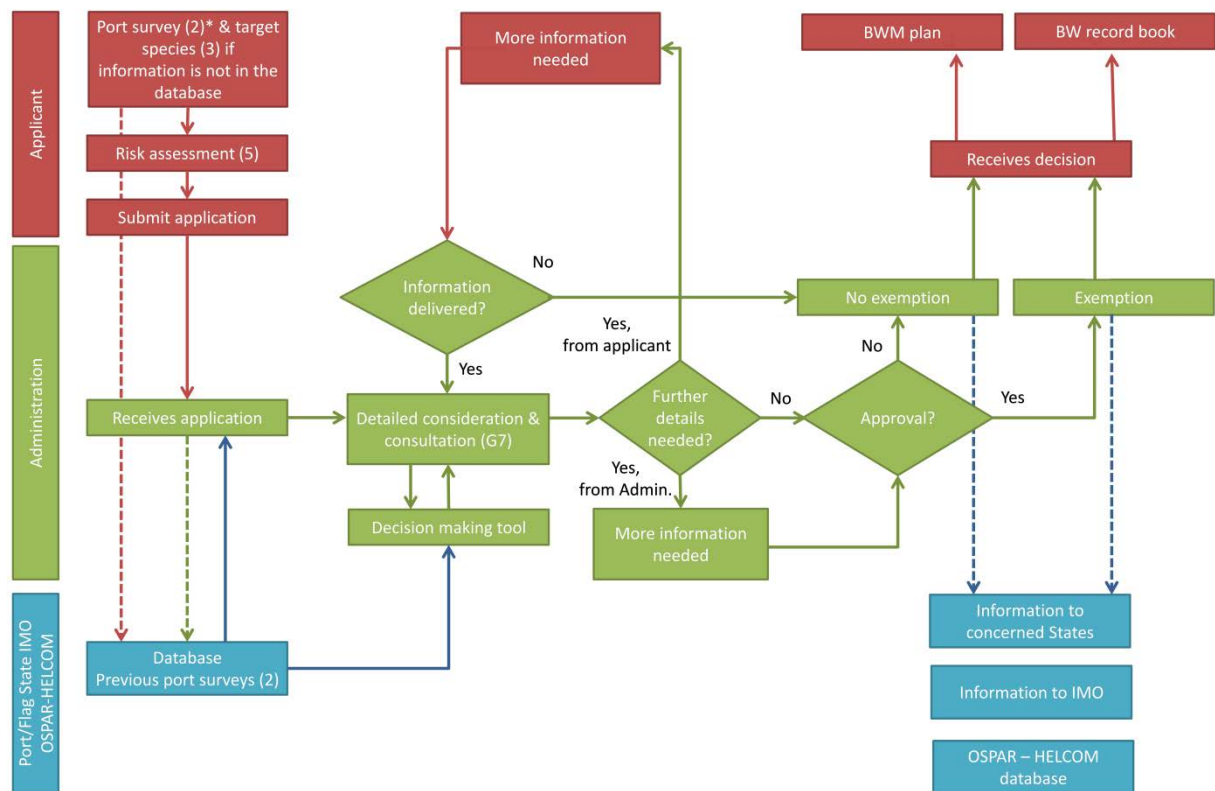 Applicant
Port survey (2)* & target
species (3) if
information is not in the
database
Risk assessment (5)
Submit application
More information
needed
BWM plan
BW record book
Receives decision
Administration
Information
delivered?
No
Yes
No exemption
Exemption
Yes,
from applicant
No
Receives application
Detailed consideration &
consultation (G7)
Further
details
needed?
No
Approval?
Yes
Yes,
from Admin.
Decision making tool
More information
needed
Port/Flag State IMO
OSPAR-HELCOM
Database
Previous port surveys (2)
Information to
concerned States
Information to IMO
OSPAR – HELCOM
database